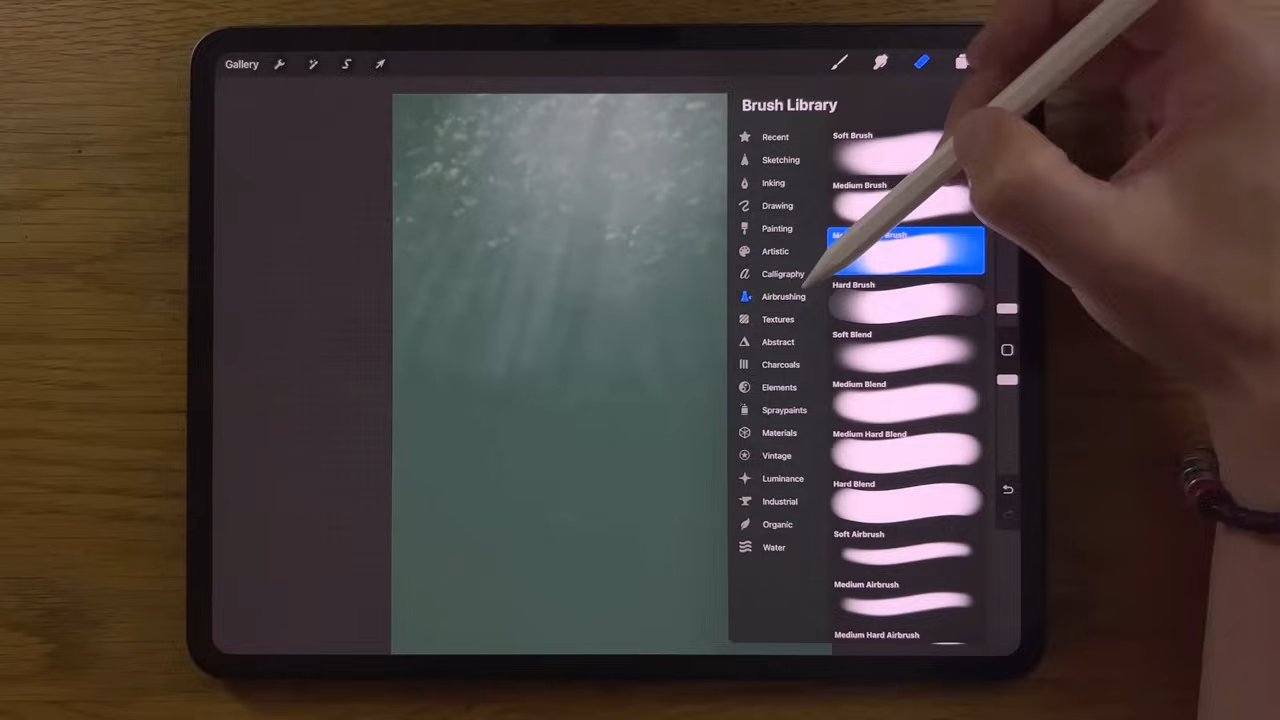 Gallery
Brush Library
Recent
Sketching
Inking
Drawing
Painting
Artistic
Calligraphy
Airbrushing
Textures
Abstract
Charcoals
Elements
Spraypaints
Materials
Vintage
Luminance
Industrial
Organic
Water
Soft Brush
Medium Brush
Hard Brush
Soft Blend
Medium Blend
Medium Hard Blend
Hard Blend
Soft Airbrush
Medium Airbrush
Medium Hard Airbrush